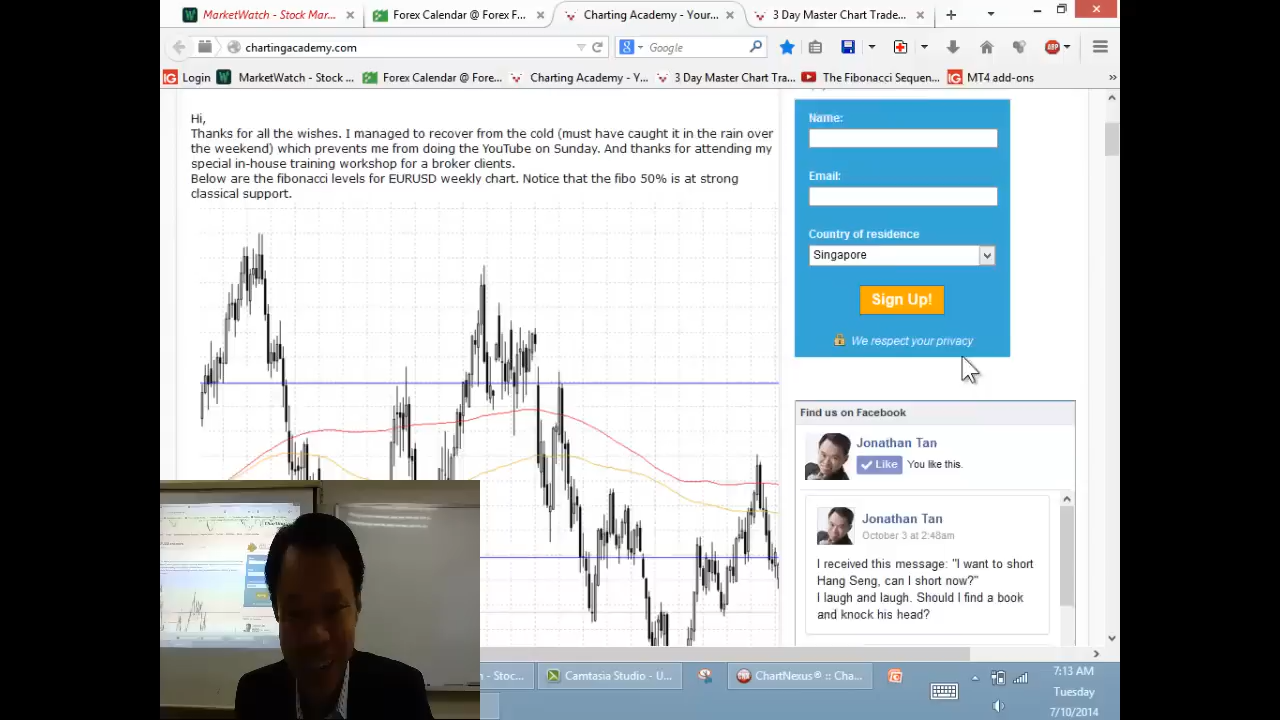 MarketWatch - Stock Mar...
Forex Calendar @ Forex F...
Charting Academy - Your...
3 Day Master Chart Trade...
chartingacademy.com
Google
Login
MarketWatch - Stock ...
Forex Calendar @ Fore...
Charting Academy - Y...
3 Day Master Chart Tra...
The Fibonacci Sequen...
MT4 add-ons
Hi,
Thanks for all the wishes. I managed to recover from the cold (must have caught it in the rain over
the weekend) which prevents me from doing the YouTube on Sunday. And thanks for attending my
special in-house training workshop for a broker clients.
Below are the fibonacci levels for EURUSD weekly chart. Notice that the fibo 50% is at strong
classical support.
Name:
Email:
Country of residence
Singapore
Sign Up!
We respect your privacy
Find us on Facebook
Jonathan Tan
Like
You like this.
Jonathan Tan
October 3 at 2:48am
I received this message: "I want to short
Hang Seng, can I short now?"
I laugh and laugh. Should I find a book
and knock his head?
n - Stoc...
Camtasia Studio - U...
ChartNexus® :: Cha...
7:13 AM
Tuesday
7/10/2014